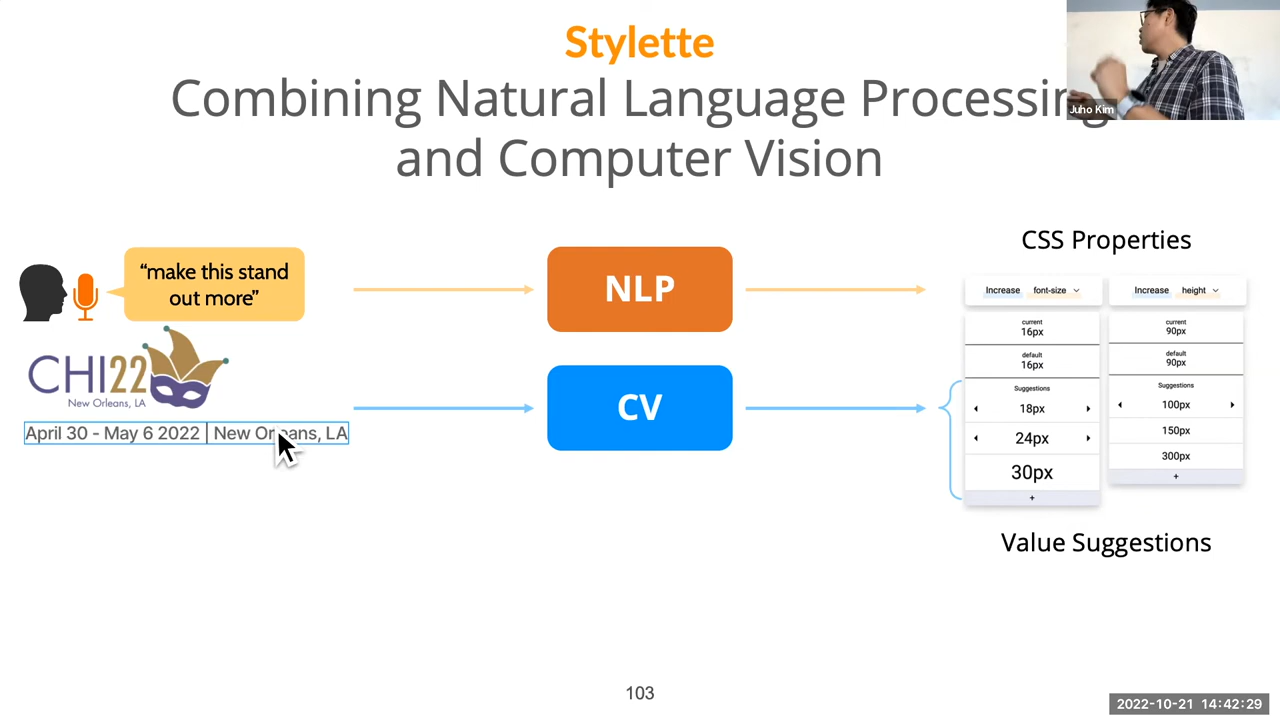 Stylette
Combining Natural Language Processing
and Computer Vision
Juho Kim
"make this stand
out more"
CHI22
New Orleans, LA
April 30 - May 6 2022 | New Orleans, LA
NLP
CV
CSS Properties
Increase font-size
current
16px
default
16px
Suggestions
18px
24px
30px
+
Increase height
current
90px
default
90px
Suggestions
100px
150px
300px
+
Value Suggestions
103
2022-10-21 14:42:29